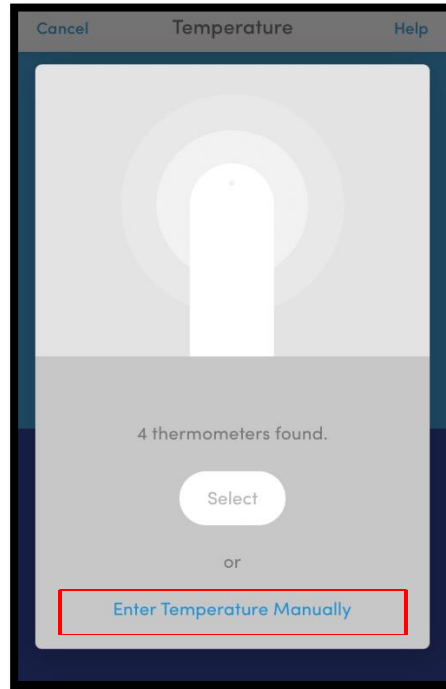 Cancel Temperature Help
4 thermometers found.
Select
or
Enter Temperature Manually